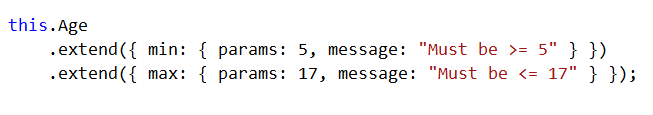 this.Age
    .extend({ min: { params: 5, message: "Must be >= 5" } })
    .extend({ max: { params: 17, message: "Must be <= 17" } });